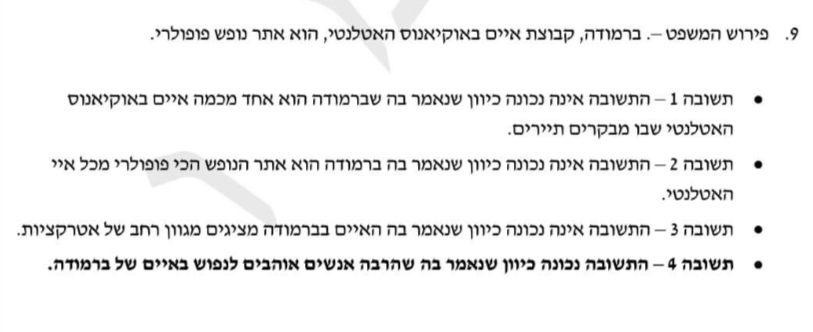 9. פירוש המשפט –. ברמודה, קבוצת איים באוקיאנוס האטלנטי, הוא אתר נופש פופולרי.
• תשובה 1 – התשובה אינה נכונה כיוון שנאמר בה שברמודה הוא אחד מכמה איים באוקיאנוס
האטלנטי שבו מבקרים תיירים.
• תשובה 2 – התשובה אינה נכונה כיוון שנאמר בה ברמודה הוא אתר הנופש הכי פופולרי מכל איי
האטלנטי.
• תשובה 3 – התשובה אינה נכונה כיוון שנאמר בה האיים בברמודה מציגים מגוון רחב של אטרקציות.
• תשובה 4 – התשובה נכונה כיוון שנאמר בה שהרבה אנשים אוהבים לנפוש באיים של ברמודה.